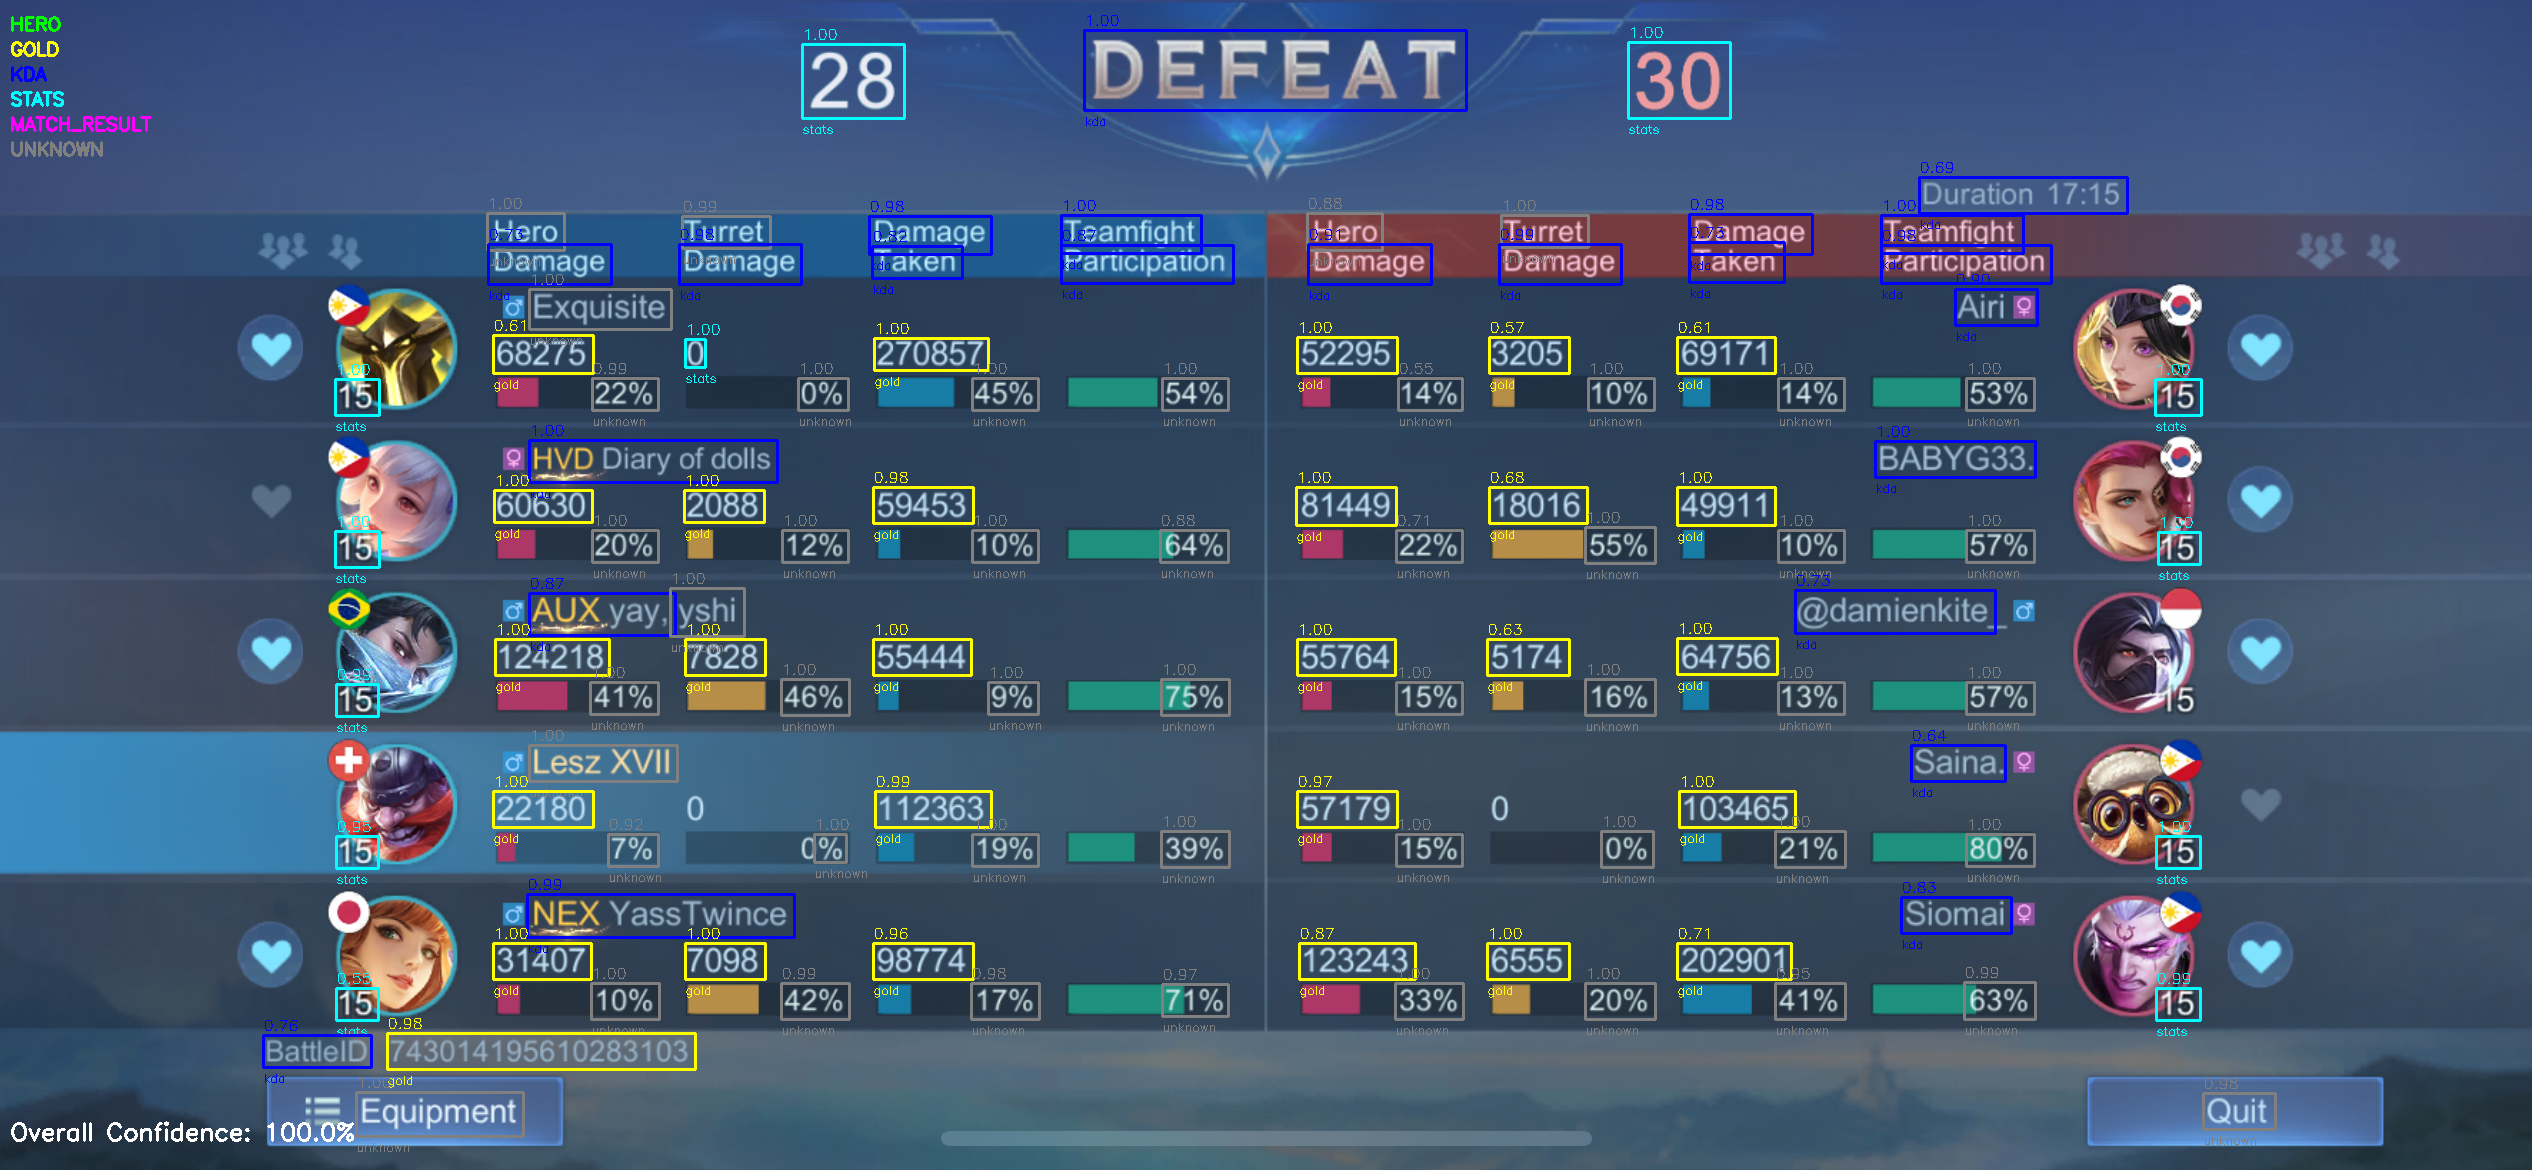 HERO
GOLD
KDA
STATS
MATCH_RESULT
UNKNOWN
28 DEFEAT 30
Duration 17:15
Hero Damage Turret Damage Damage Taken Teamfight Participation
Hero Damage Turret Damage Damage Taken Teamfight Participation
Exquisite
68275 0 270857
15 22% 0% 45% 54%
Airi
52295 3205 69171
14% 10% 14% 53% 15
HVD Diary of dolls
60630 2088 59453
15 20% 12% 10% 64%
BABYG33.
81449 18016 49911
22% 55% 10% 57% 15
AUX yay, yshi
124218 7828 55444
15 41% 46% 9% 75%
@damienkite_
55764 5174 64756
15% 16% 13% 57% 15
Lesz XVII
22180 0 112363
15 7% 0% 19% 39%
Saina.
57179 0 103465
15% 0% 21% 80% 15
NEX YassTwince
31407 7098 98774
15 10% 42% 17% 71%
Siomai
123243 6555 202901
33% 20% 41% 63% 15
BattleID 743014195610283103
Equipment
Quit
Overall Confidence: 100.0%